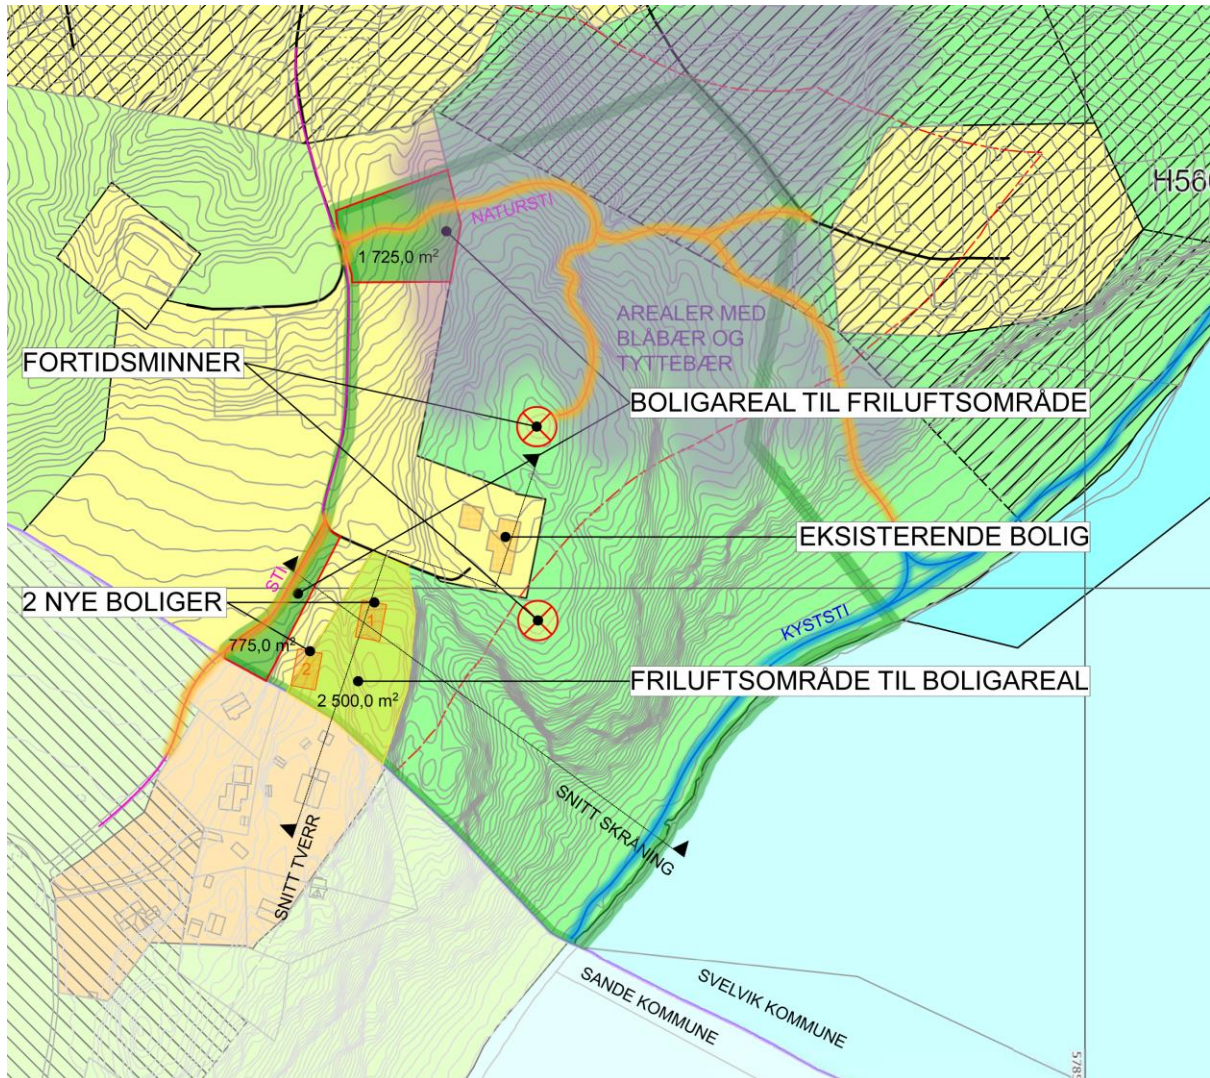 H560
NATURSTI
1 725,0 m²
AREALER MED
BLÅBÆR OG
TYTTEBÆR
FORTIDSMINNER
BOLIGAREAL TIL FRILUFTSOMRÅDE
EKSISTERENDE BOLIG
STI
2 NYE BOLIGER
1
KYSTSTI
775,0 m²
2
FRILUFTSOMRÅDE TIL BOLIGAREAL
2 500,0 m²
SNITT SKRÅNING
SNITT TVERR
SANDE KOMMUNE
SVELVIK KOMMUNE